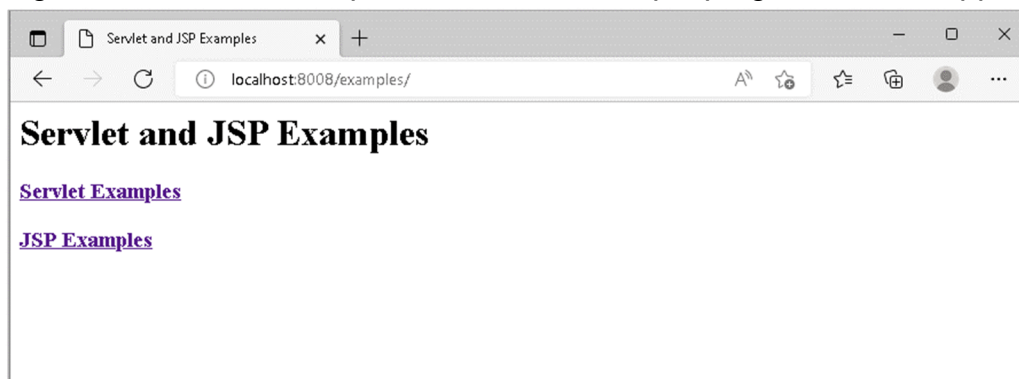 Servlet and JSP Examples
localhost:8008/examples/
Servlet and JSP Examples
Servlet Examples
JSP Examples